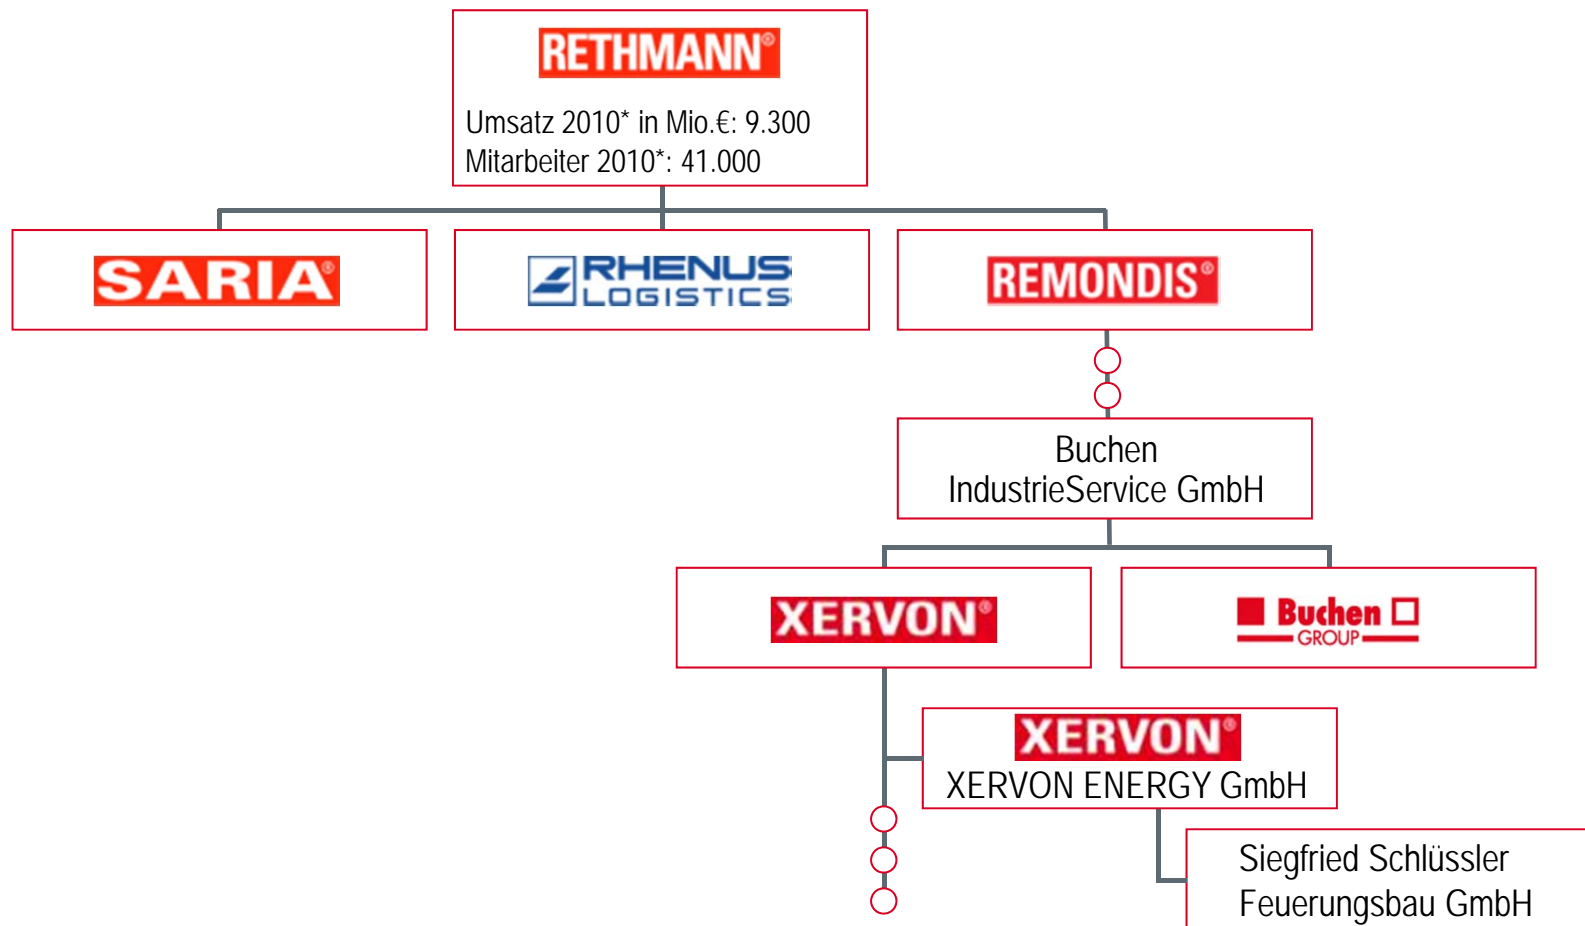 RETHMANN®
Umsatz 2010* in Mio.€: 9.300
Mitarbeiter 2010*: 41.000
SARIA®
RHENUS
LOGISTICS
REMONDIS®
Buchen
IndustrieService GmbH
XERVON®
Buchen
GROUP
XERVON®
XERVON ENERGY GmbH
Siegfried Schlüssler
Feuerungsbau GmbH